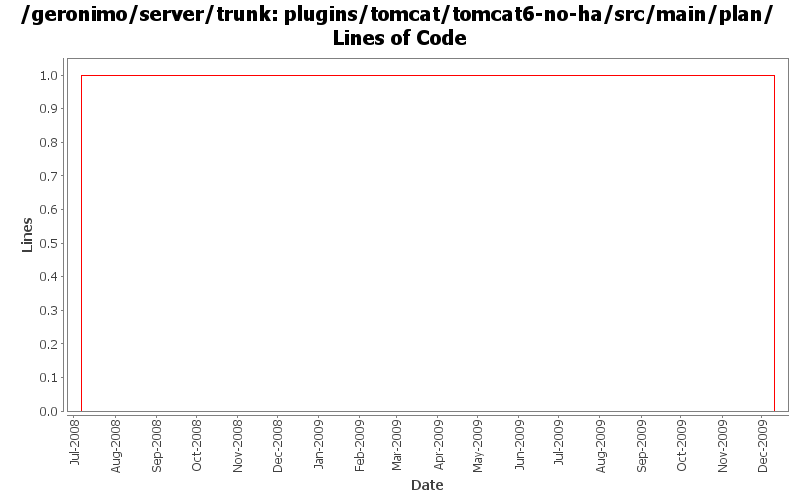 /geronimo/server/trunk: plugins/tomcat/tomcat6-no-ha/src/main/plan/
Lines of Code
1.0
0.9
0.8
0.7
0.6
0.5
0.4
0.3
0.2
0.1
0.0
Lines
Jul-2008
Aug-2008
Sep-2008
Oct-2008
Nov-2008
Dec-2008
Jan-2009
Feb-2009
Mar-2009
Apr-2009
May-2009
Jun-2009
Jul-2009
Aug-2009
Sep-2009
Oct-2009
Nov-2009
Dec-2009
Date